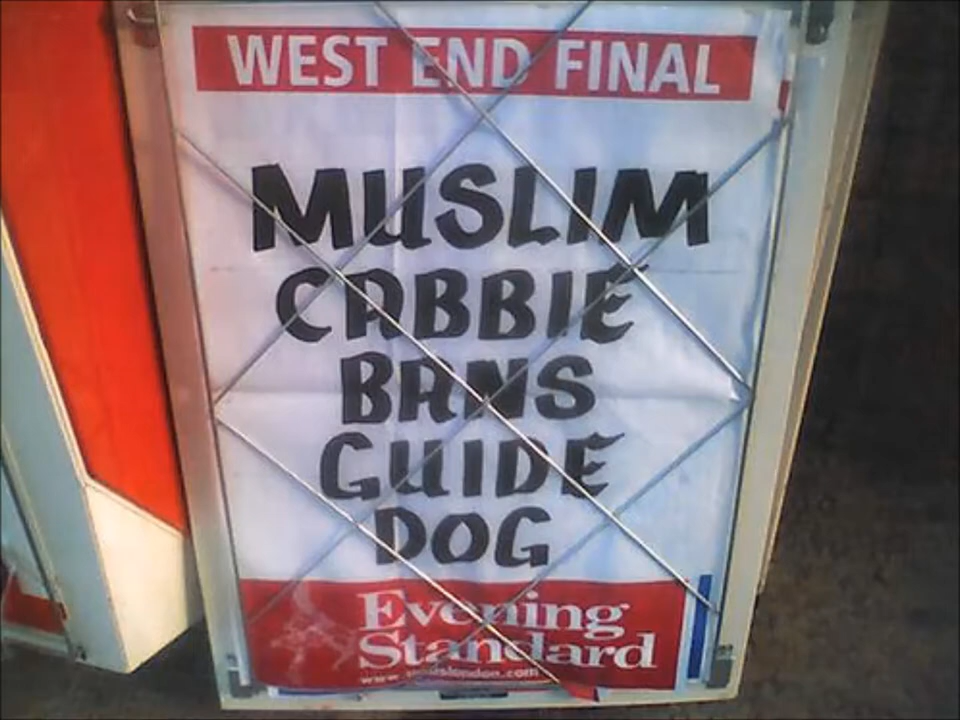 WEST END FINAL
MUSLIM
CABBIE
BANS
GUIDE
DOG
Evening
Standard